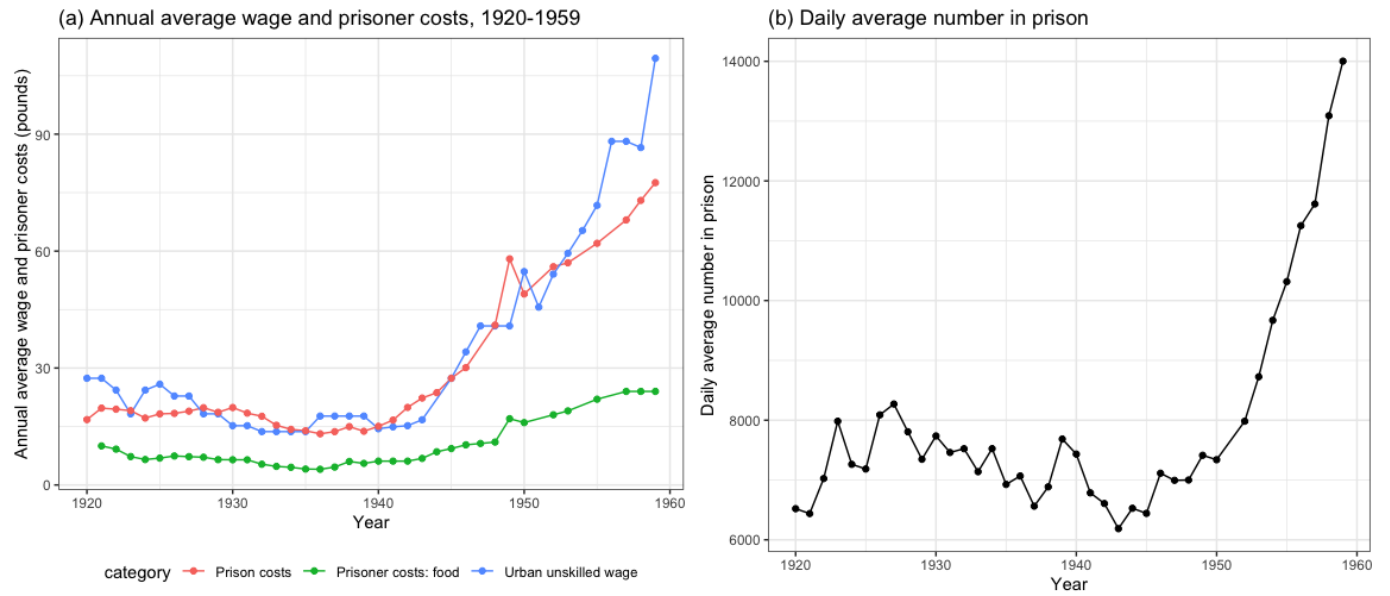 (a) Annual average wage and prisoner costs, 1920-1959
Annual average wage and prisoner costs (pounds)
90
60
30
0
1920 1930 1940 1950 1960
Year
category Prison costs Prisoner costs: food Urban unskilled wage
(b) Daily average number in prison
Daily average number in prison
14000
12000
10000
8000
6000
1920 1930 1940 1950 1960
Year